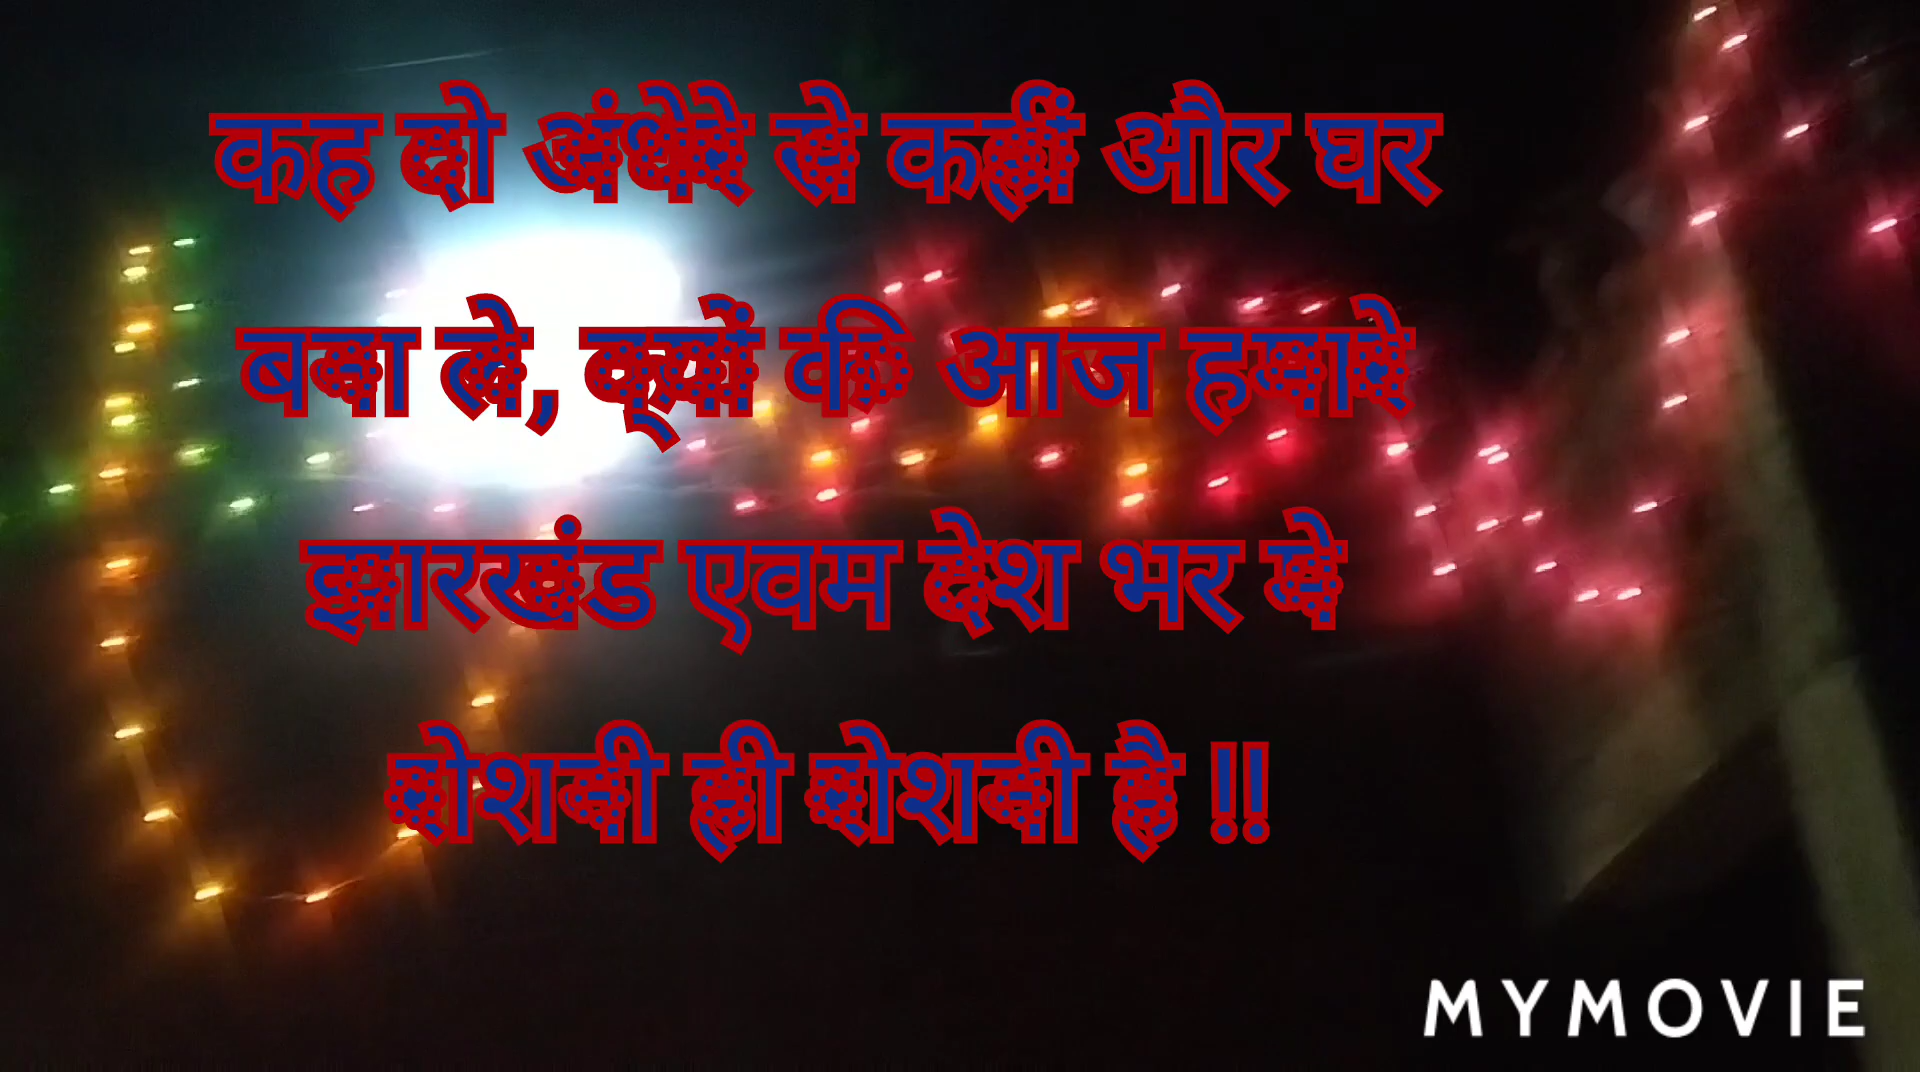 कह दो अंधेरे से कहीं और घर
बना ले, क्यों कि आज हमारे
झारखंड एवम देश भर मे
रोशनी ही रोशनी है !!
MYMOVIE